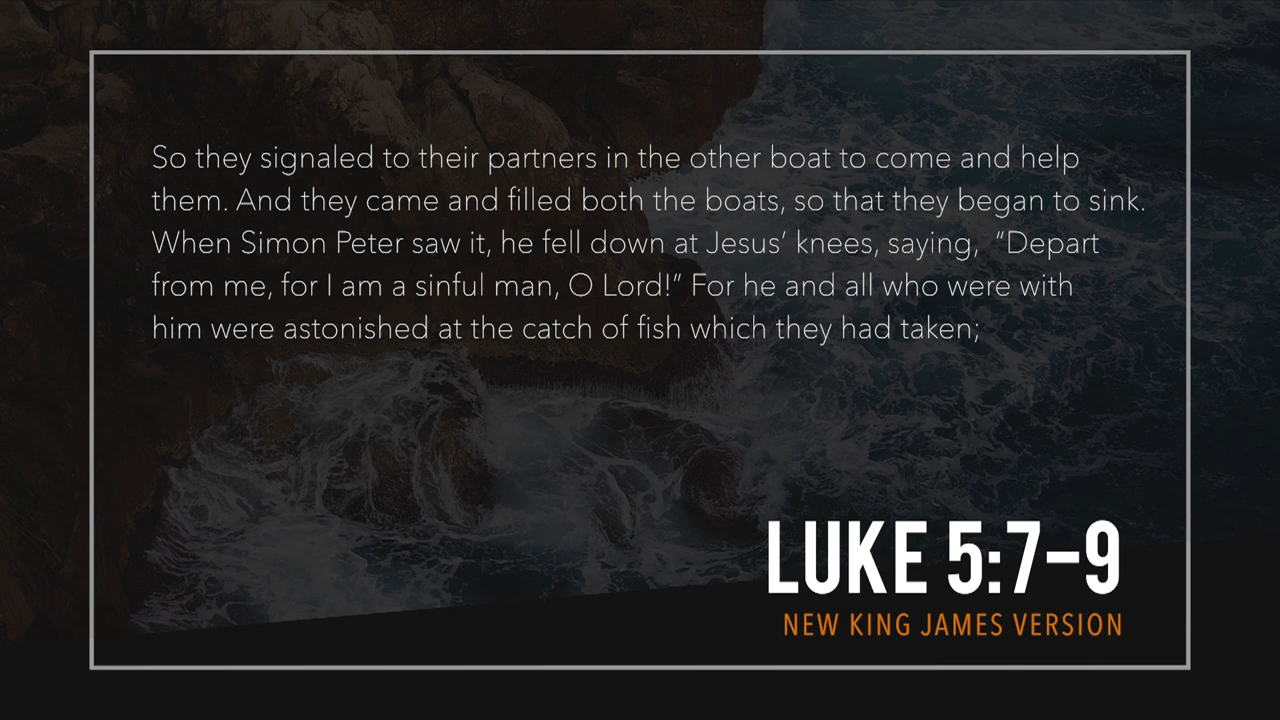 So they signaled to their partners in the other boat to come and help
them. And they came and filled both the boats, so that they began to sink.
When Simon Peter saw it, he fell down at Jesus’ knees, saying,  “Depart
from me, for I am a sinful man, O Lord!” For he and all who were with
him were astonished at the catch of fish which they had taken;
LUKE 5:7–9
NEW KING JAMES VERSION